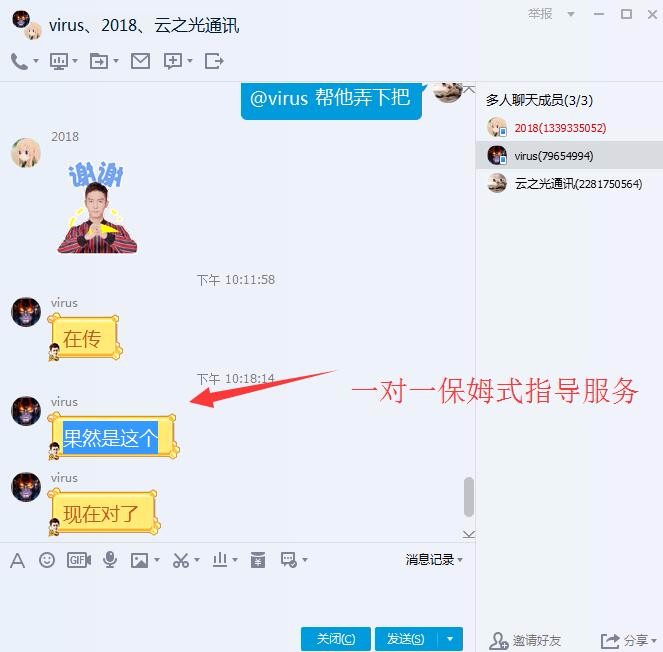 virus、2018、云之光通讯
举报
@virus 帮他弄下把
2018
谢谢
下午 10:11:58
virus
在传
下午 10:18:14
virus
果然是这个
virus
现在对了
一对一保姆式指导服务
多人聊天成员(3/3)
2018(1339335052)
virus(79654994)
云之光通讯(2281750564)
A
GIF
消息记录
关闭(C)
发送(S)
邀请好友
分享